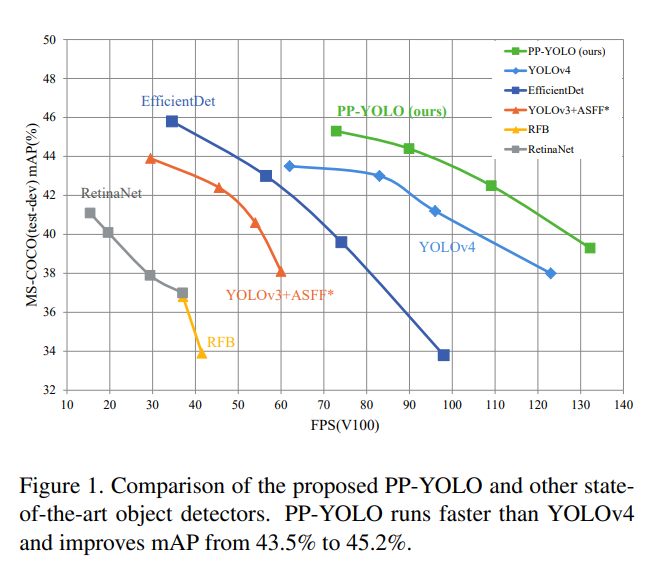 50
48
46
44
42
40
38
36
34
32
MS-COCO(test-dev) mAP(%)
EfficientDet
PP-YOLO (ours)
RetinaNet
YOLOv4
YOLOv3+ASFF*
RFB
PP-YOLO (ours)
YOLOv4
EfficientDet
YOLOv3+ASFF*
RFB
RetinaNet
10 20 30 40 50 60 70 80 90 100 110 120 130 140
FPS(V100)
Figure 1. Comparison of the proposed PP-YOLO and other state-
of-the-art object detectors. PP-YOLO runs faster than YOLOv4
and improves mAP from 43.5% to 45.2%.